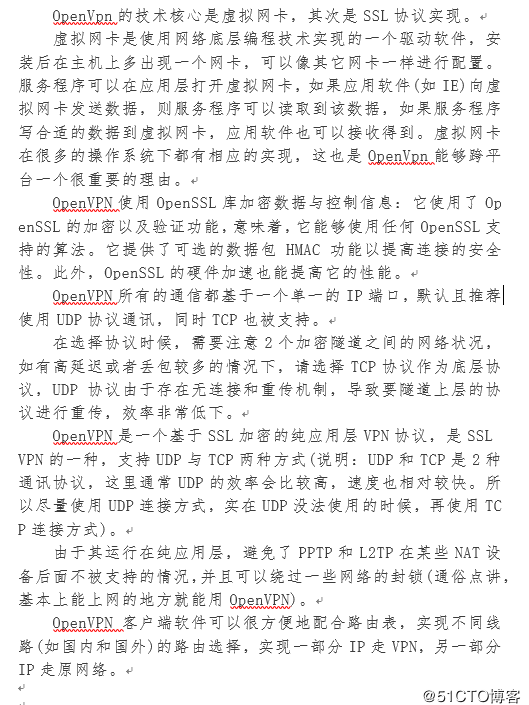 OpenVpn 的技术核心是虚拟网卡，其次是 SSL 协议实现。
虚拟网卡是使用网络底层编程技术实现的一个驱动软件，安
装后在主机上多出现一个网卡，可以像其它网卡一样进行配置。
服务程序可以在应用层打开虚拟网卡，如果应用软件(如 IE)向虚
拟网卡发送数据，则服务程序可以读取到该数据，如果服务程序
写合适的数据到虚拟网卡，应用软件也可以接收得到。虚拟网卡
在很多的操作系统下都有相应的实现，这也是 OpenVpn 能够跨平
台一个很重要的理由。
OpenVPN 使用 OpenSSL 库加密数据与控制信息：它使用了 Op
enSSL 的加密以及验证功能，意味着，它能够使用任何 OpenSSL 支
持的算法。它提供了可选的数据包 HMAC 功能以提高连接的安全
性。此外，OpenSSL 的硬件加速也能提高它的性能。
OpenVPN 所有的通信都基于一个单一的 IP 端口，默认且推荐
使用 UDP 协议通讯，同时 TCP 也被支持。
在选择协议时候，需要注意 2 个加密隧道之间的网络状况，
如有高延迟或者丢包较多的情况下，请选择 TCP 协议作为底层协
议，UDP 协议由于存在无连接和重传机制，导致要隧道上层的协
议进行重传，效率非常低下。
OpenVPN 是一个基于 SSL 加密的纯应用层 VPN 协议，是 SSL
VPN 的一种，支持 UDP 与 TCP 两种方式(说明：UDP 和 TCP 是 2 种
通讯协议，这里通常 UDP 的效率会比较高，速度也相对较快。所
以尽量使用 UDP 连接方式，实在 UDP 没法使用的时候，再使用 TC
P 连接方式)。
由于其运行在纯应用层，避免了 PPTP 和 L2TP 在某些 NAT 设
备后面不被支持的情况，并且可以绕过一些网络的封锁(通俗点讲，
基本上能上网的地方就能用 OpenVPN)。
OpenVPN 客户端软件可以很方便地配合路由表，实现不同线
路(如国内和国外)的路由选择，实现一部分 IP 走 VPN，另一部分
IP 走原网络。
@51CTO博客